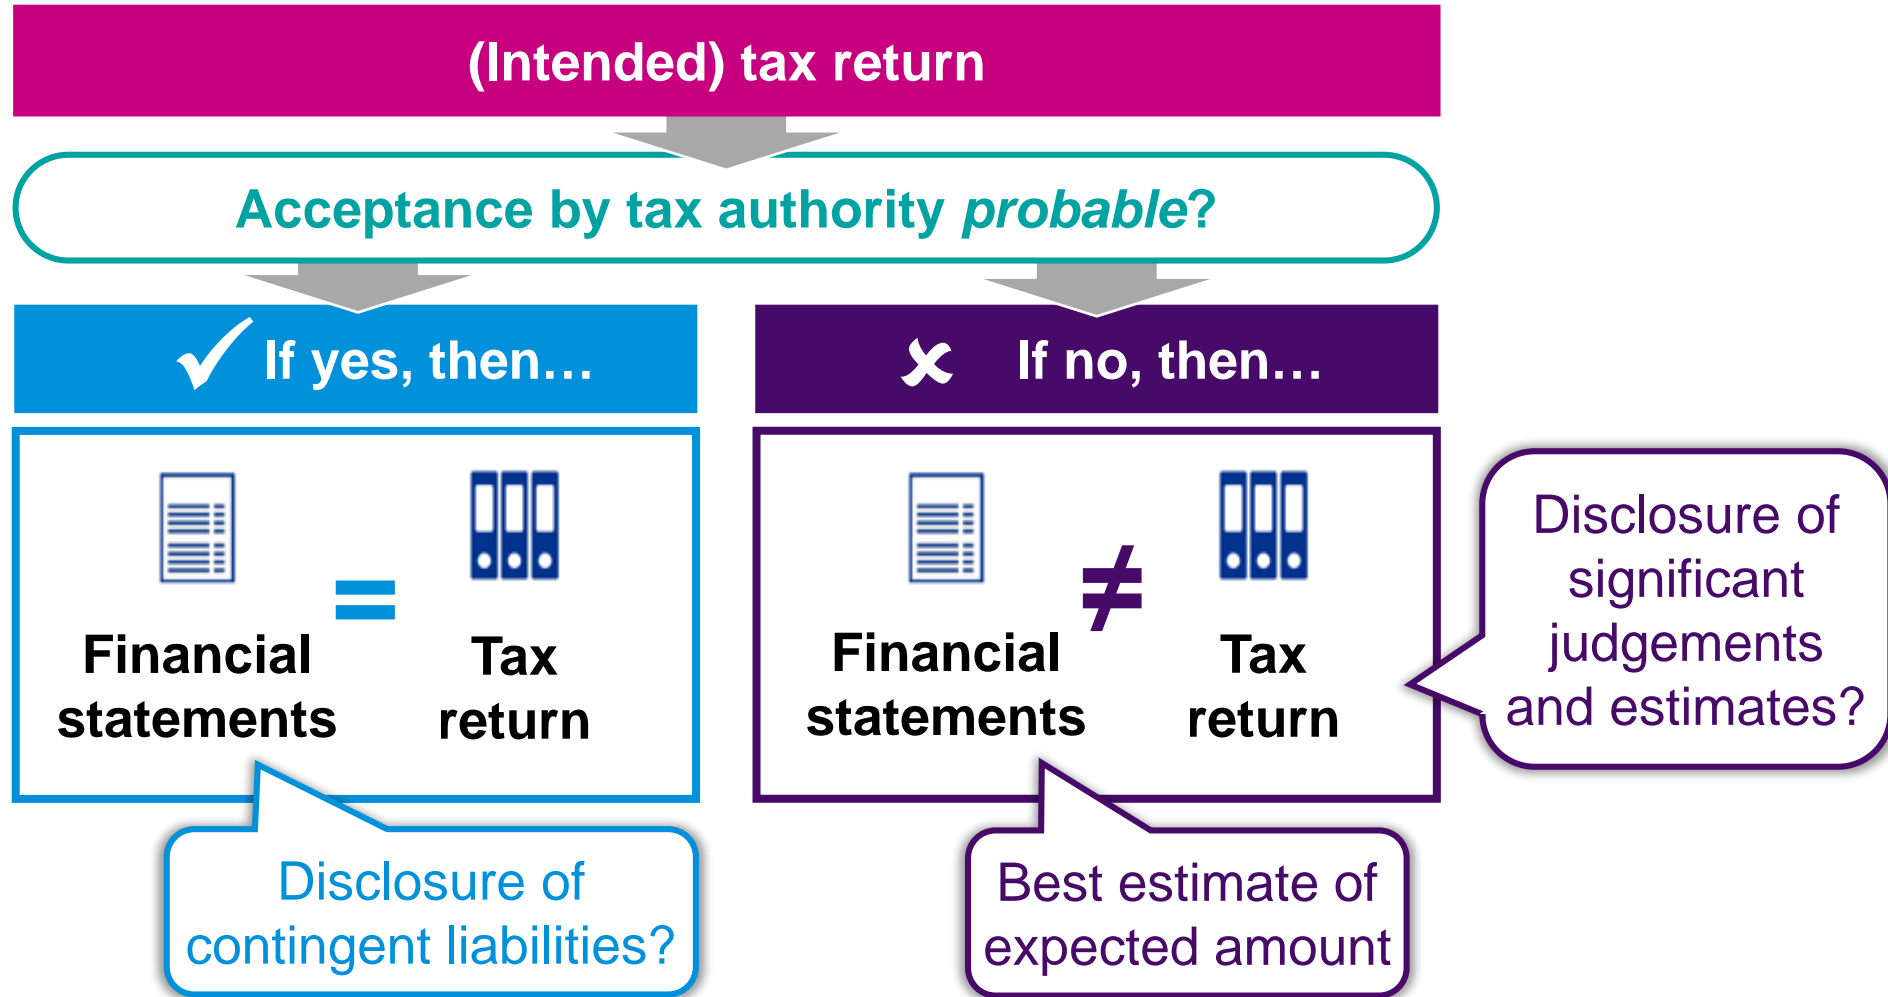 (Intended) tax return
Acceptance by tax authority probable?
If yes, then…
If no, then…
=
Financial
statements
Tax
return
Disclosure of
contingent liabilities?
≠
Financial
statements
Tax
return
Best estimate of
expected amount
Disclosure of
significant
judgements
and estimates?